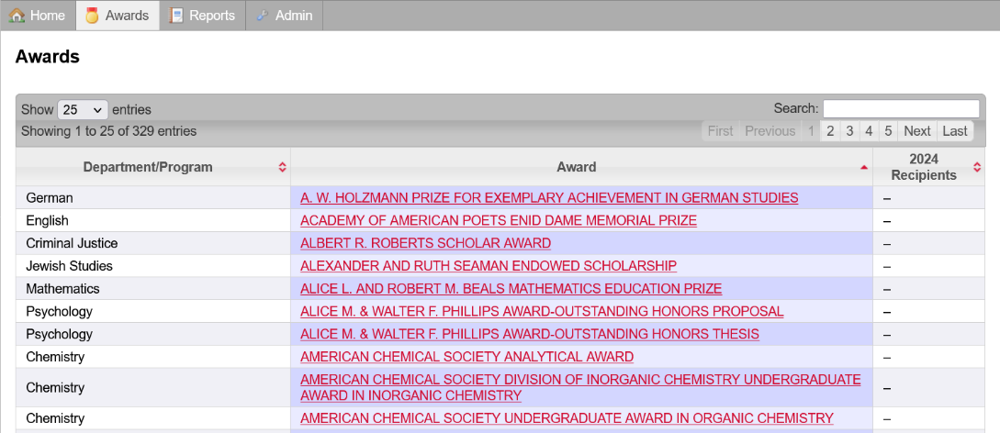 Home Awards Reports Admin
Awards
Show 25 entries Search:
Showing 1 to 25 of 329 entries First Previous 1 2 3 4 5 Next Last
Department/Program Award 2024 Recipients
German A. W. HOLZMANN PRIZE FOR EXEMPLARY ACHIEVEMENT IN GERMAN STUDIES –
English ACADEMY OF AMERICAN POETS ENID DAME MEMORIAL PRIZE –
Criminal Justice ALBERT R. ROBERTS SCHOLAR AWARD –
Jewish Studies ALEXANDER AND RUTH SEAMAN ENDOWED SCHOLARSHIP –
Mathematics ALICE L. AND ROBERT M. BEALS MATHEMATICS EDUCATION PRIZE –
Psychology ALICE M. & WALTER F. PHILLIPS AWARD-OUTSTANDING HONORS PROPOSAL –
Psychology ALICE M. & WALTER F. PHILLIPS AWARD-OUTSTANDING HONORS THESIS –
Chemistry AMERICAN CHEMICAL SOCIETY ANALYTICAL AWARD –
Chemistry AMERICAN CHEMICAL SOCIETY DIVISION OF INORGANIC CHEMISTRY UNDERGRADUATE
AWARD IN INORGANIC CHEMISTRY –
Chemistry AMERICAN CHEMICAL SOCIETY UNDERGRADUATE AWARD IN ORGANIC CHEMISTRY –